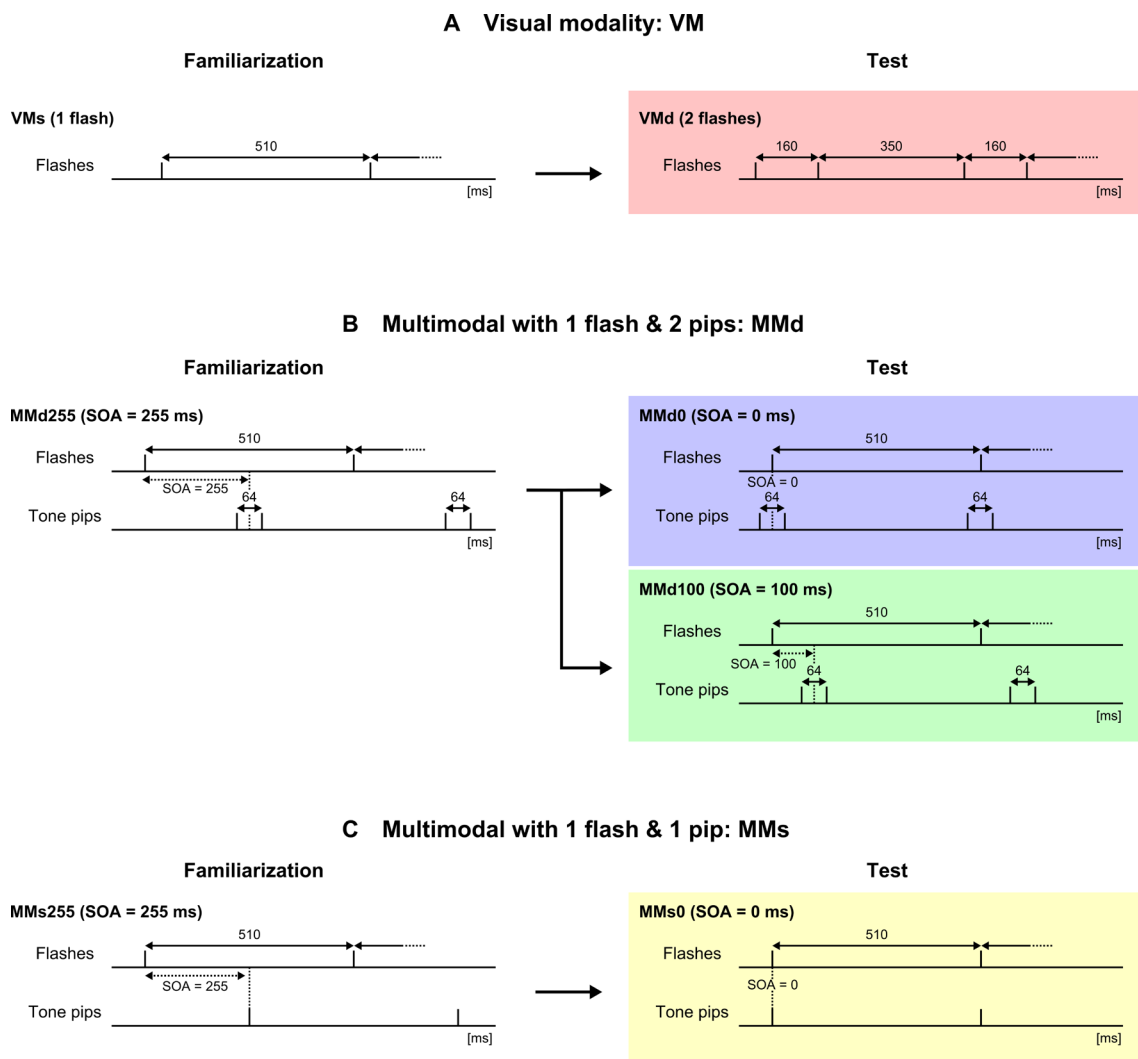 A Visual modality: VM
Familiarization
Test
VMs (1 flash)
510
Flashes
[ms]
VMd (2 flashes)
160 350 160
Flashes
[ms]
B Multimodal with 1 flash & 2 pips: MMd
Familiarization
Test
MMd255 (SOA = 255 ms)
510
Flashes
SOA = 255
64 64
Tone pips
[ms]
MMd0 (SOA = 0 ms)
510
Flashes
SOA = 0
64 64
Tone pips
[ms]
MMd100 (SOA = 100 ms)
510
Flashes
SOA = 100
64 64
Tone pips
[ms]
C Multimodal with 1 flash & 1 pip: MMs
Familiarization
Test
MMs255 (SOA = 255 ms)
510
Flashes
SOA = 255
Tone pips
[ms]
MMs0 (SOA = 0 ms)
510
Flashes
SOA = 0
Tone pips
[ms]